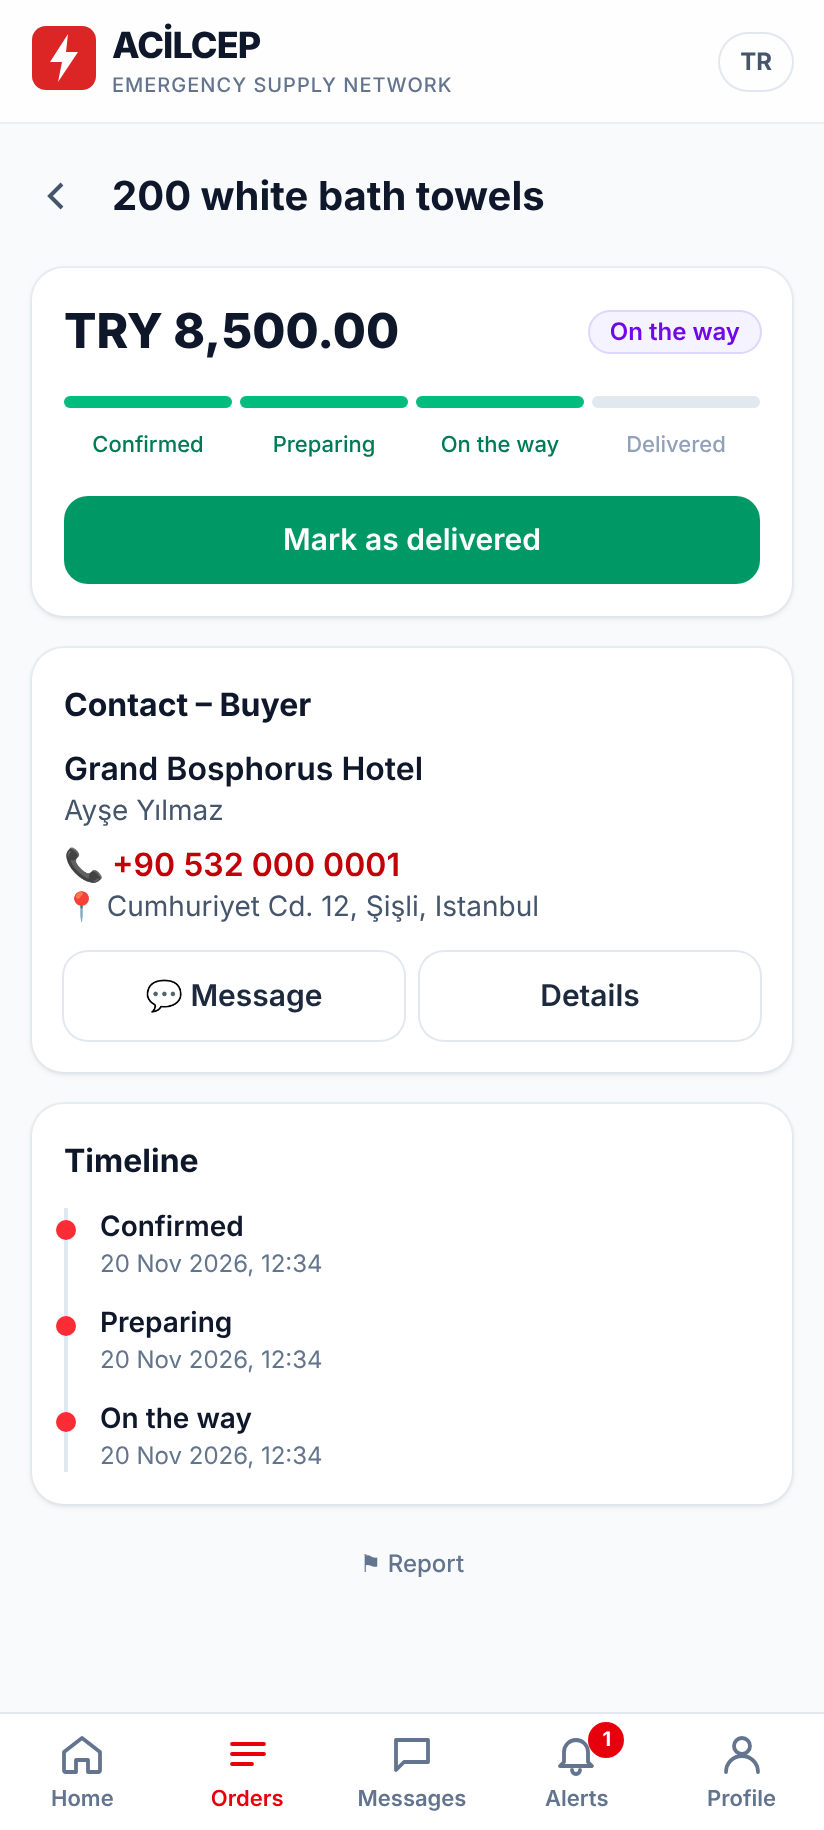 ACİLCEP
EMERGENCY SUPPLY NETWORK
TR
200 white bath towels
TRY 8,500.00
On the way
Confirmed
Preparing
On the way
Delivered
Mark as delivered
Contact – Buyer
Grand Bosphorus Hotel
Ayşe Yılmaz
📞 +90 532 000 0001
📍 Cumhuriyet Cd. 12, Şişli, Istanbul
💬 Message
Details
Timeline
Confirmed
20 Nov 2026, 12:34
Preparing
20 Nov 2026, 12:34
On the way
20 Nov 2026, 12:34
⚑ Report
1
Home
Orders
Messages
Alerts
Profile